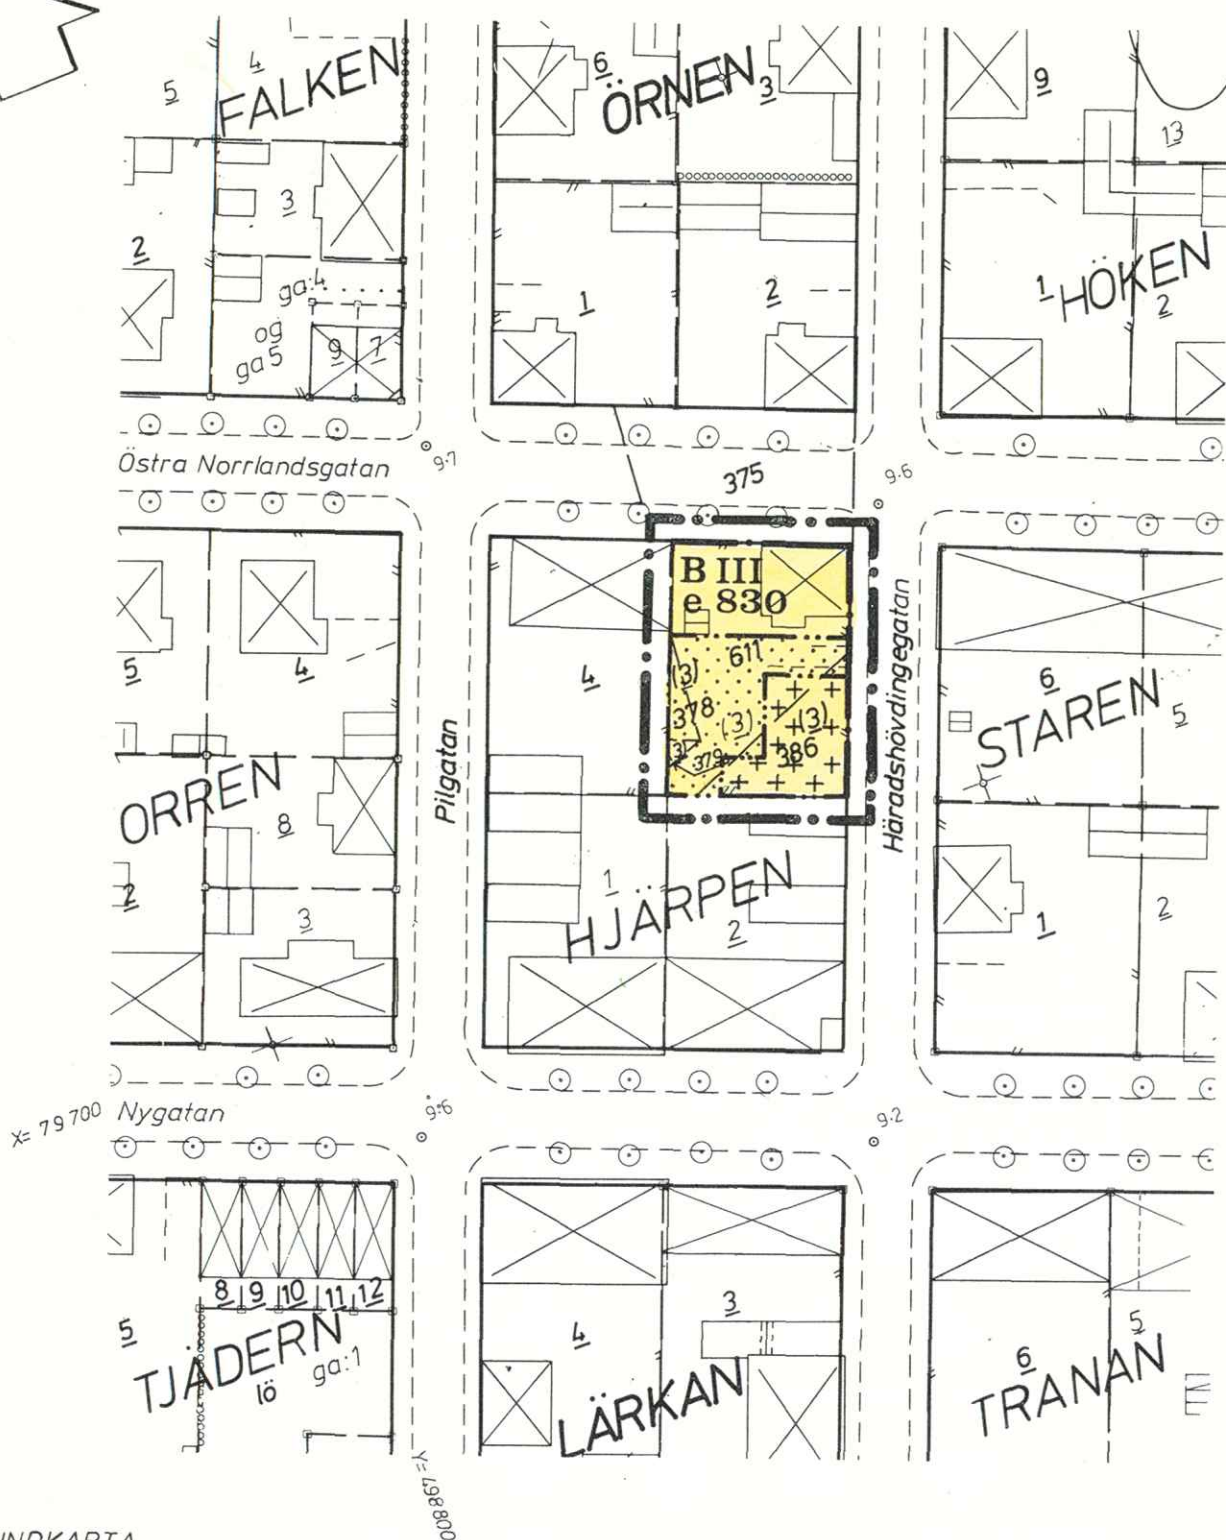 4
5
FALKEN
3
2
ga:4
og
ga 5
9 7
6
ÖRNEN
3
1
2
9
13
1
HÖKEN
2
Östra Norrlandsgatan
9.7
375
9.6
5
4
ORREN
8
2
3
Pilgatan
4
B III
e 830
611
(3)
378
(3)
(3)
379
386
1
HJÄRPEN
2
Häradshövdingegatan
6
STAREN
5
1
2
X= 79700
Nygatan
9.6
9.2
8 9 10 11 12
5
TJÄDERN
lö
ga:1
3
4
LÄRKAN
5
6
TRANAN
Y= 498800